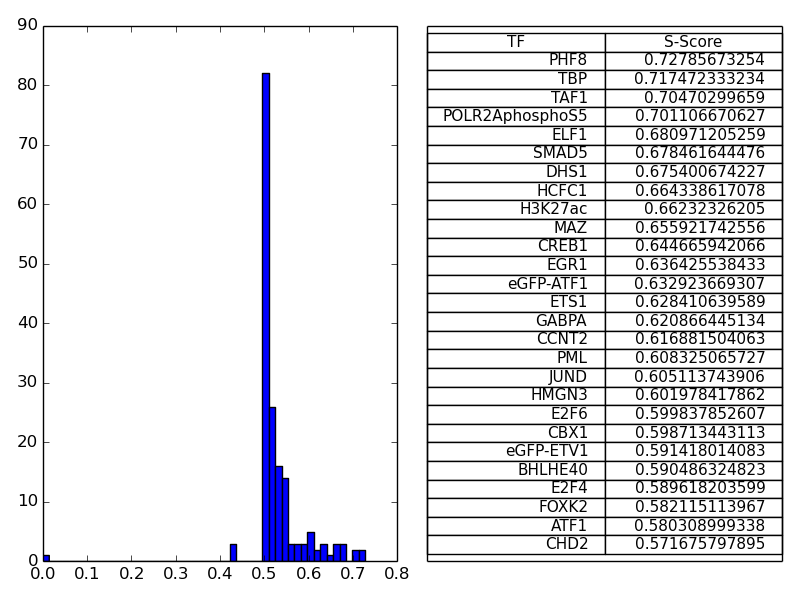 90
80
70
60
50
40
30
20
10
0
0.0 0.1 0.2 0.3 0.4 0.5 0.6 0.7 0.8
TF S-Score
PHF8 0.72785673254
TBP 0.717472333234
TAF1 0.70470299659
POLR2AphosphoS5 0.701106670627
ELF1 0.680971205259
SMAD5 0.678461644476
DHS1 0.675400674227
HCFC1 0.664338617078
H3K27ac 0.66232326205
MAZ 0.655921742556
CREB1 0.644665942066
EGR1 0.636425538433
eGFP-ATF1 0.632923669307
ETS1 0.628410639589
GABPA 0.620866445134
CCNT2 0.616881504063
PML 0.608325065727
JUND 0.605113743906
HMGN3 0.601978417862
E2F6 0.599837852607
CBX1 0.598713443113
eGFP-ETV1 0.591418014083
BHLHE40 0.590486324823
E2F4 0.589618203599
FOXK2 0.582115113967
ATF1 0.580308999338
CHD2 0.571675797895